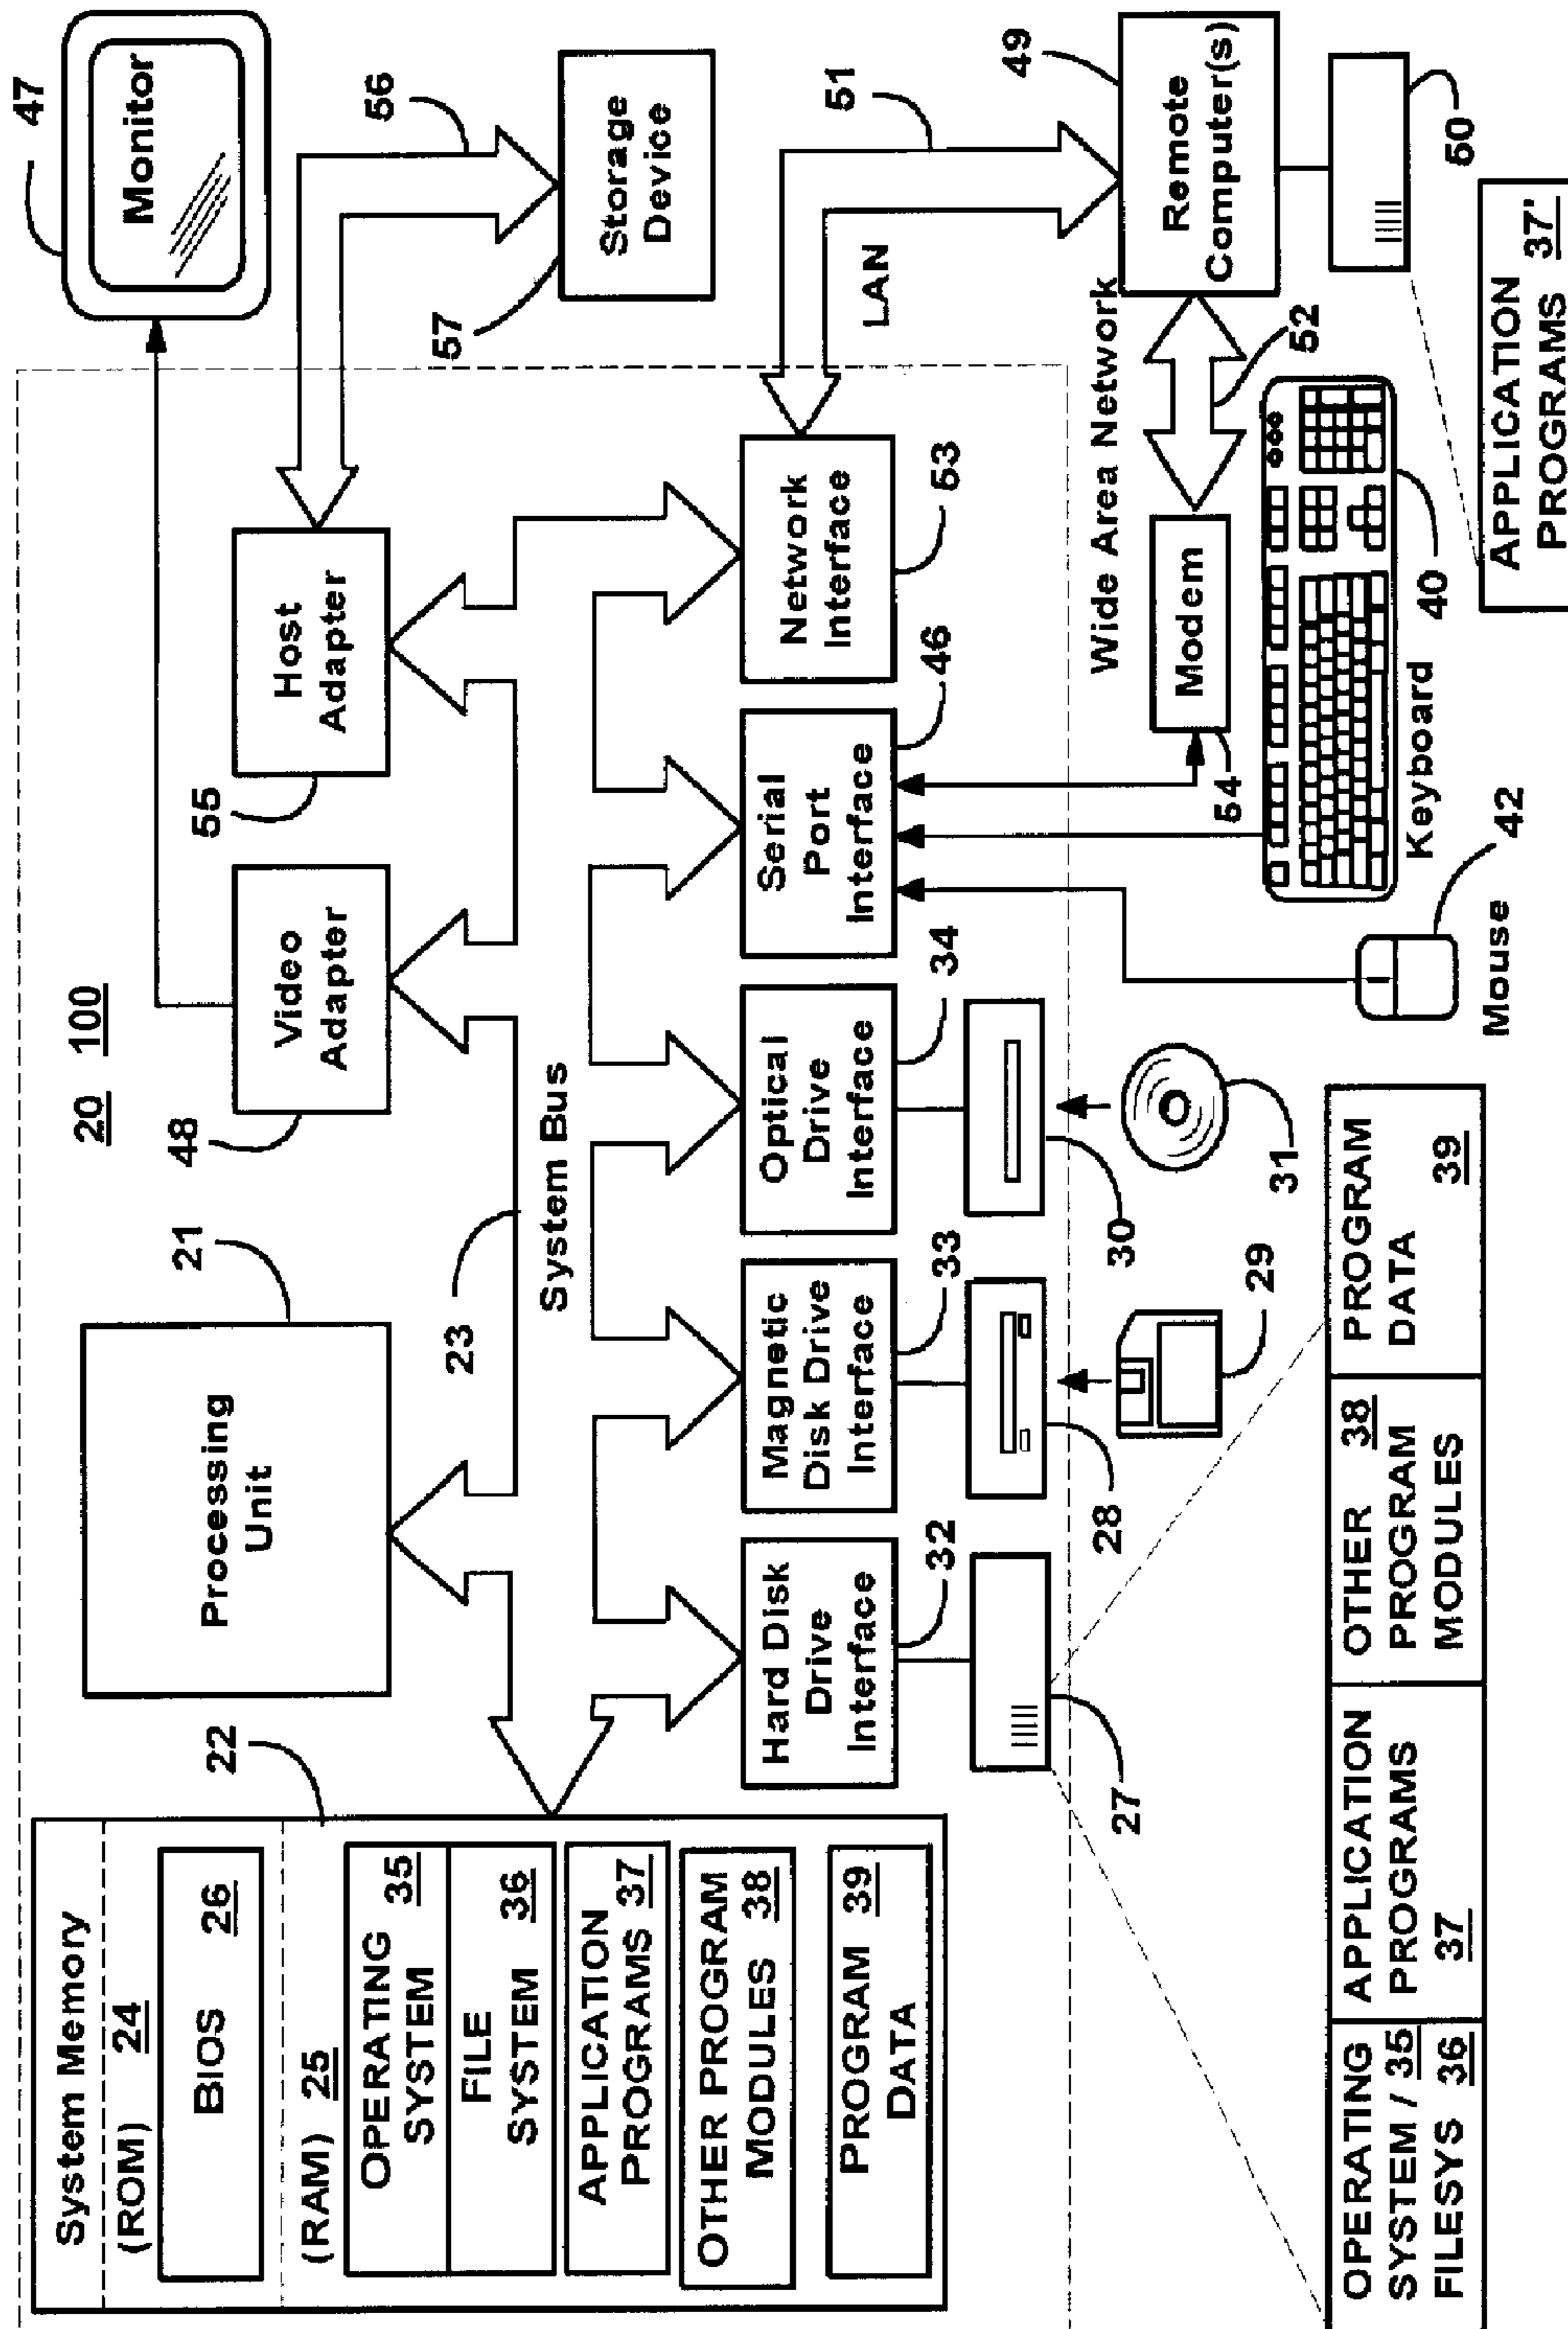 20 100
System Memory
(ROM) 24
BIOS 26
(RAM) 25
OPERATING
SYSTEM 35
FILE
SYSTEM 36
APPLICATION
PROGRAMS 37
OTHER PROGRAM
MODULES 38
PROGRAM 39
DATA
22
Processing
Unit
21
48
Video
Adapter
55
Host
Adapter
47
Monitor
56
57
Storage
Device
23
System Bus
Hard Disk
Drive
Interface
32
Magnetic
Disk Drive
Interface
33
Optical
Drive
Interface
34
Serial
Port
Interface
46
Network
Interface
53
LAN
51
27
28
29
30
31
Wide Area Network
Modem
54
52
49
Remote
Computer(s)
50
Keyboard
40
Mouse
42
OPERATING
SYSTEM / 35
FILESYS 36
APPLICATION
PROGRAMS
37
OTHER 38
PROGRAM
MODULES
PROGRAM
DATA
39
APPLICATION
PROGRAMS 37'